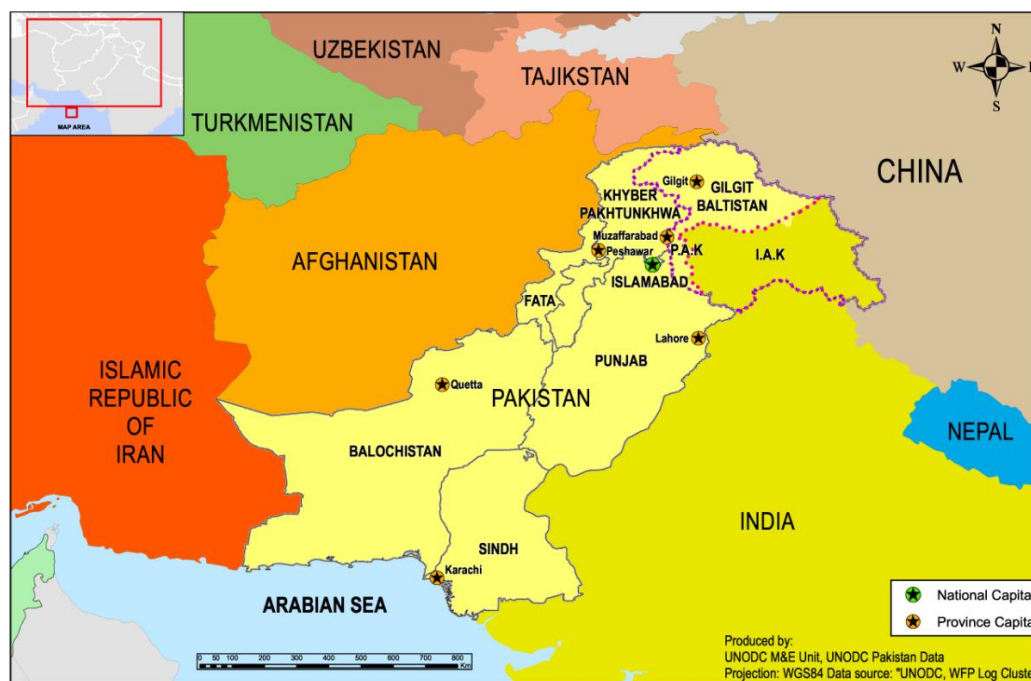 UZBEKISTAN
TAJIKSTAN
TURKMENISTAN
MAP AREA
N
W
S
CHINA
Gilgit
GILGIT
BALTISTAN
KHYBER
PAKHTUNKHWA
Muzaffarabad
P.A.K
Peshawar
I.A.K
ISLAMABAD
AFGHANISTAN
FATA
Lahore
PUNJAB
ISLAMIC
REPUBLIC
OF
IRAN
Quetta
PAKISTAN
NEPAL
BALOCHISTAN
INDIA
SINDH
Karachi
ARABIAN SEA
National Capita
Province Capita
0 50 100 200 300 400 500 600 700 800
Km
Produced by:
UNODC M&E Unit, UNODC Pakistan Data
Projection: WGS84 Data source: "UNODC, WFP Log Cluste